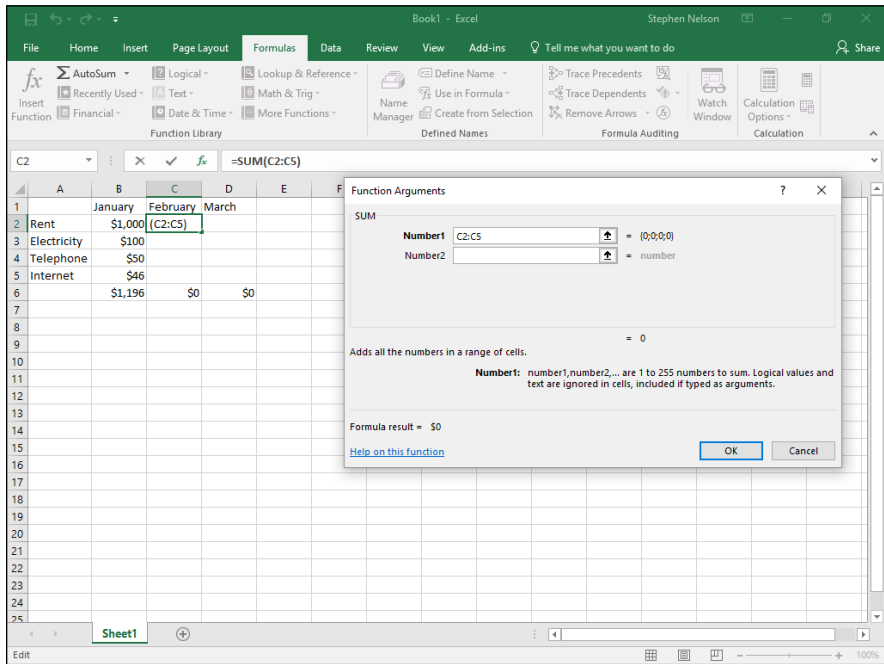 Book1 - Excel
Stephen Nelson
File Home Insert Page Layout Formulas Data Review View Add-ins Tell me what you want to do Share
fx
Insert Function
AutoSum
Recently Used
Financial
Logical
Text
Date & Time
Lookup & Reference
Math & Trig
More Functions
Function Library
Name Manager
Define Name
Use in Formula
Create from Selection
Defined Names
Trace Precedents
Trace Dependents
Remove Arrows
Formula Auditing
Watch Window
Calculation Options
Calculation
C2 fx =SUM(C2:C5)
A B C D E F
1 January February March
2 Rent $1,000 (C2:C5)
3 Electricity $100
4 Telephone $50
5 Internet $46
6 $1,196 $0 $0
7
8
9
10
11
12
13
14
15
16
17
18
19
20
21
22
23
24
25
Function Arguments ?
SUM
Number1 C2:C5 = {0;0;0;0}
Number2 = number
= 0
Adds all the numbers in a range of cells.
Number1: number1,number2,... are 1 to 255 numbers to sum. Logical values and
text are ignored in cells, included if typed as arguments.
Formula result = $0
Help on this function
OK Cancel
Sheet1
Edit
100%